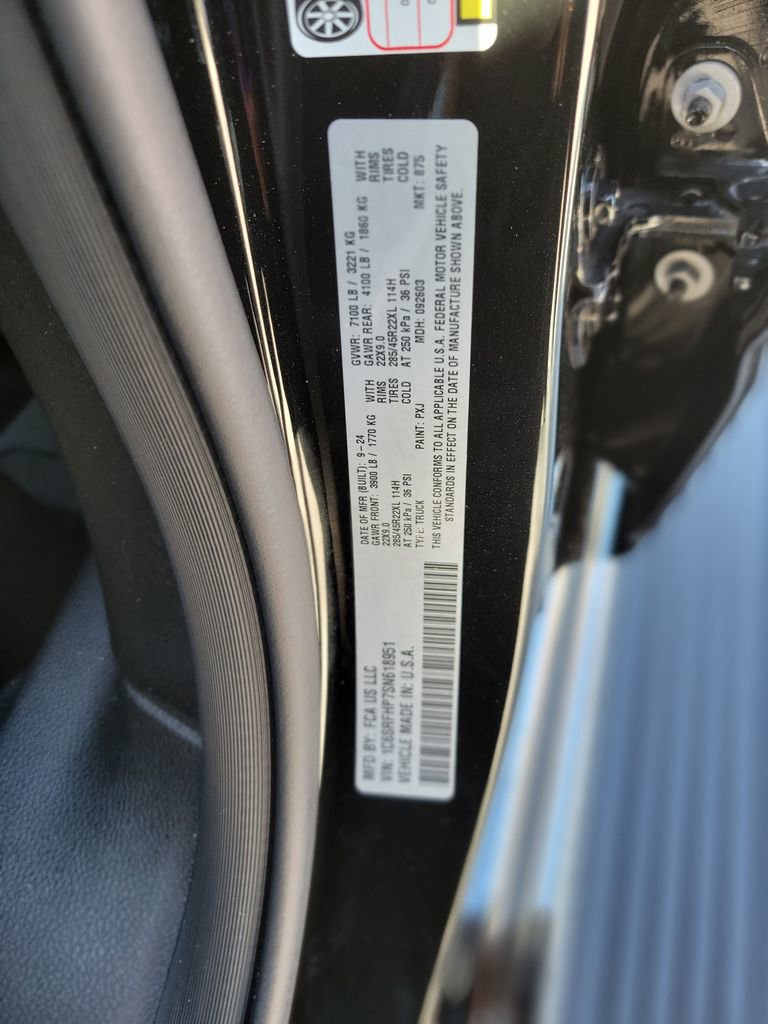 MFD BY: FCA US LLC
DATE OF MFR (BUILT): 9-24
GVWR: 7100 LB / 3221 KG
GAWR FRONT: 3900 LB / 1770 KG WITH
GAWR REAR: 4100 LB / 1860 KG WITH
22X9.0 RIMS
22X9.0 RIMS
285/45R22XL 114H TIRES
285/45R22XL 114H TIRES
AT 250 kPa / 36 PSI COLD
AT 250 kPa / 36 PSI COLD
VIN: 1C6SRFHP7SN618951
TYPE: TRUCK
PAINT: PXJ
MDH: 092603
MKT: 875
VEHICLE MADE IN: U.S.A.
THIS VEHICLE CONFORMS TO ALL APPLICABLE U.S.A. FEDERAL MOTOR VEHICLE SAFETY
STANDARDS IN EFFECT ON THE DATE OF MANUFACTURE SHOWN ABOVE.